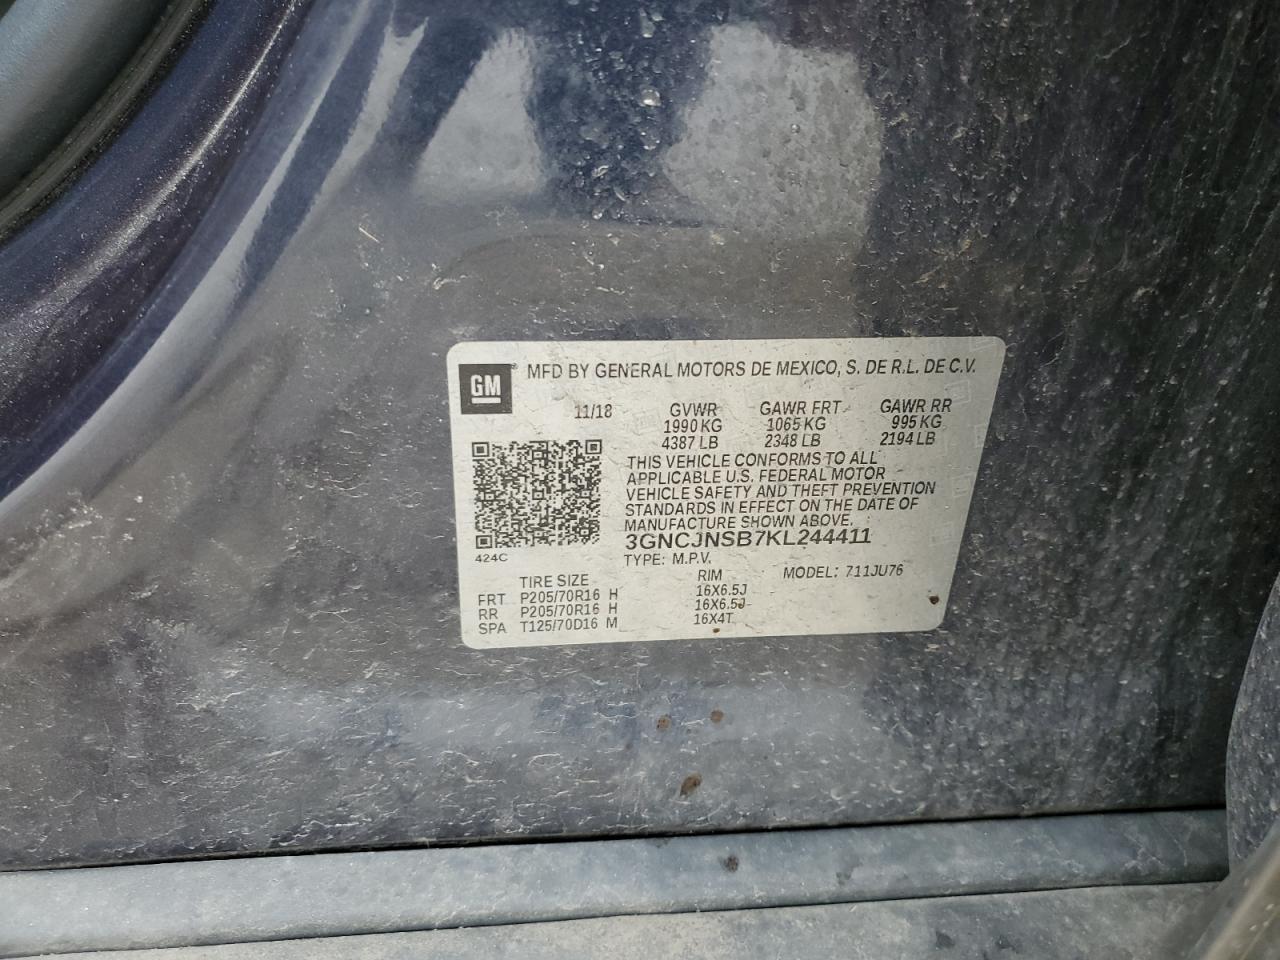 GM
MFD BY GENERAL MOTORS DE MEXICO, S. DE R.L. DE C.V.
11/18 GVWR GAWR FRT GAWR RR
1990 KG 1065 KG 995 KG
4387 LB 2348 LB 2194 LB
THIS VEHICLE CONFORMS TO ALL
APPLICABLE U.S. FEDERAL MOTOR
VEHICLE SAFETY AND THEFT PREVENTION
STANDARDS IN EFFECT ON THE DATE OF
MANUFACTURE SHOWN ABOVE.
3GNCJNSB7KL244411
424C
TYPE: M.P.V. MODEL: 711JU76
TIRE SIZE RIM
FRT P205/70R16 H 16X6.5J
RR P205/70R16 H 16X6.5J
SPA T125/70D16 M 16X4T